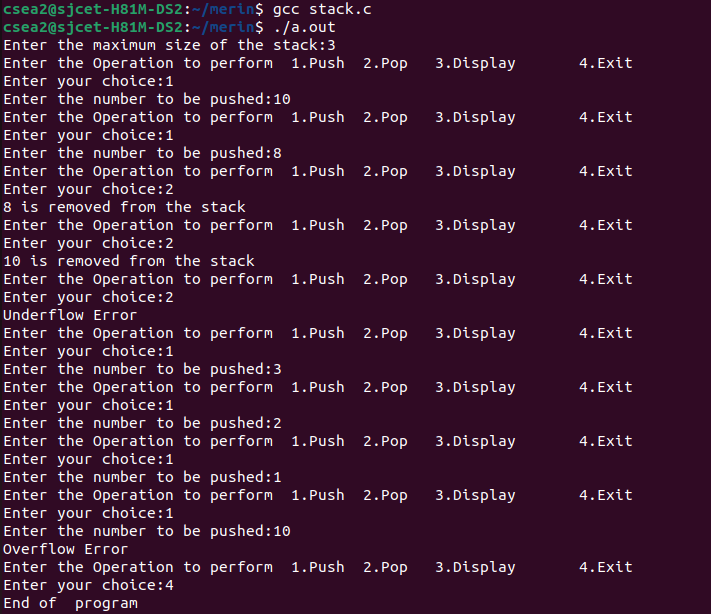 csea2@sjcet-H81M-DS2:~/merin$ gcc stack.c
csea2@sjcet-H81M-DS2:~/merin$ ./a.out
Enter the maximum size of the stack:3
Enter the Operation to perform  1.Push  2.Pop   3.Display       4.Exit
Enter your choice:1
Enter the number to be pushed:10
Enter the Operation to perform  1.Push  2.Pop   3.Display       4.Exit
Enter your choice:1
Enter the number to be pushed:8
Enter the Operation to perform  1.Push  2.Pop   3.Display       4.Exit
Enter your choice:2
8 is removed from the stack
Enter the Operation to perform  1.Push  2.Pop   3.Display       4.Exit
Enter your choice:2
10 is removed from the stack
Enter the Operation to perform  1.Push  2.Pop   3.Display       4.Exit
Enter your choice:2
Underflow Error
Enter the Operation to perform  1.Push  2.Pop   3.Display       4.Exit
Enter your choice:1
Enter the number to be pushed:3
Enter the Operation to perform  1.Push  2.Pop   3.Display       4.Exit
Enter your choice:1
Enter the number to be pushed:2
Enter the Operation to perform  1.Push  2.Pop   3.Display       4.Exit
Enter your choice:1
Enter the number to be pushed:1
Enter the Operation to perform  1.Push  2.Pop   3.Display       4.Exit
Enter your choice:1
Enter the number to be pushed:10
Overflow Error
Enter the Operation to perform  1.Push  2.Pop   3.Display       4.Exit
Enter your choice:4
End of  program